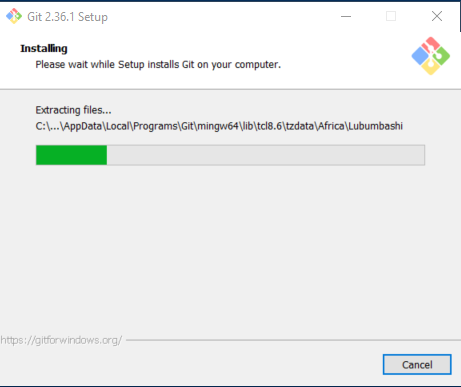 Git 2.36.1 Setup
Installing
Please wait while Setup installs Git on your computer.
Extracting files...
C:\...\AppData\Local\Programs\Git\mingw64\lib\tcl8.6\tzdata\Africa\Lubumbashi
https://gitforwindows.org/
Cancel